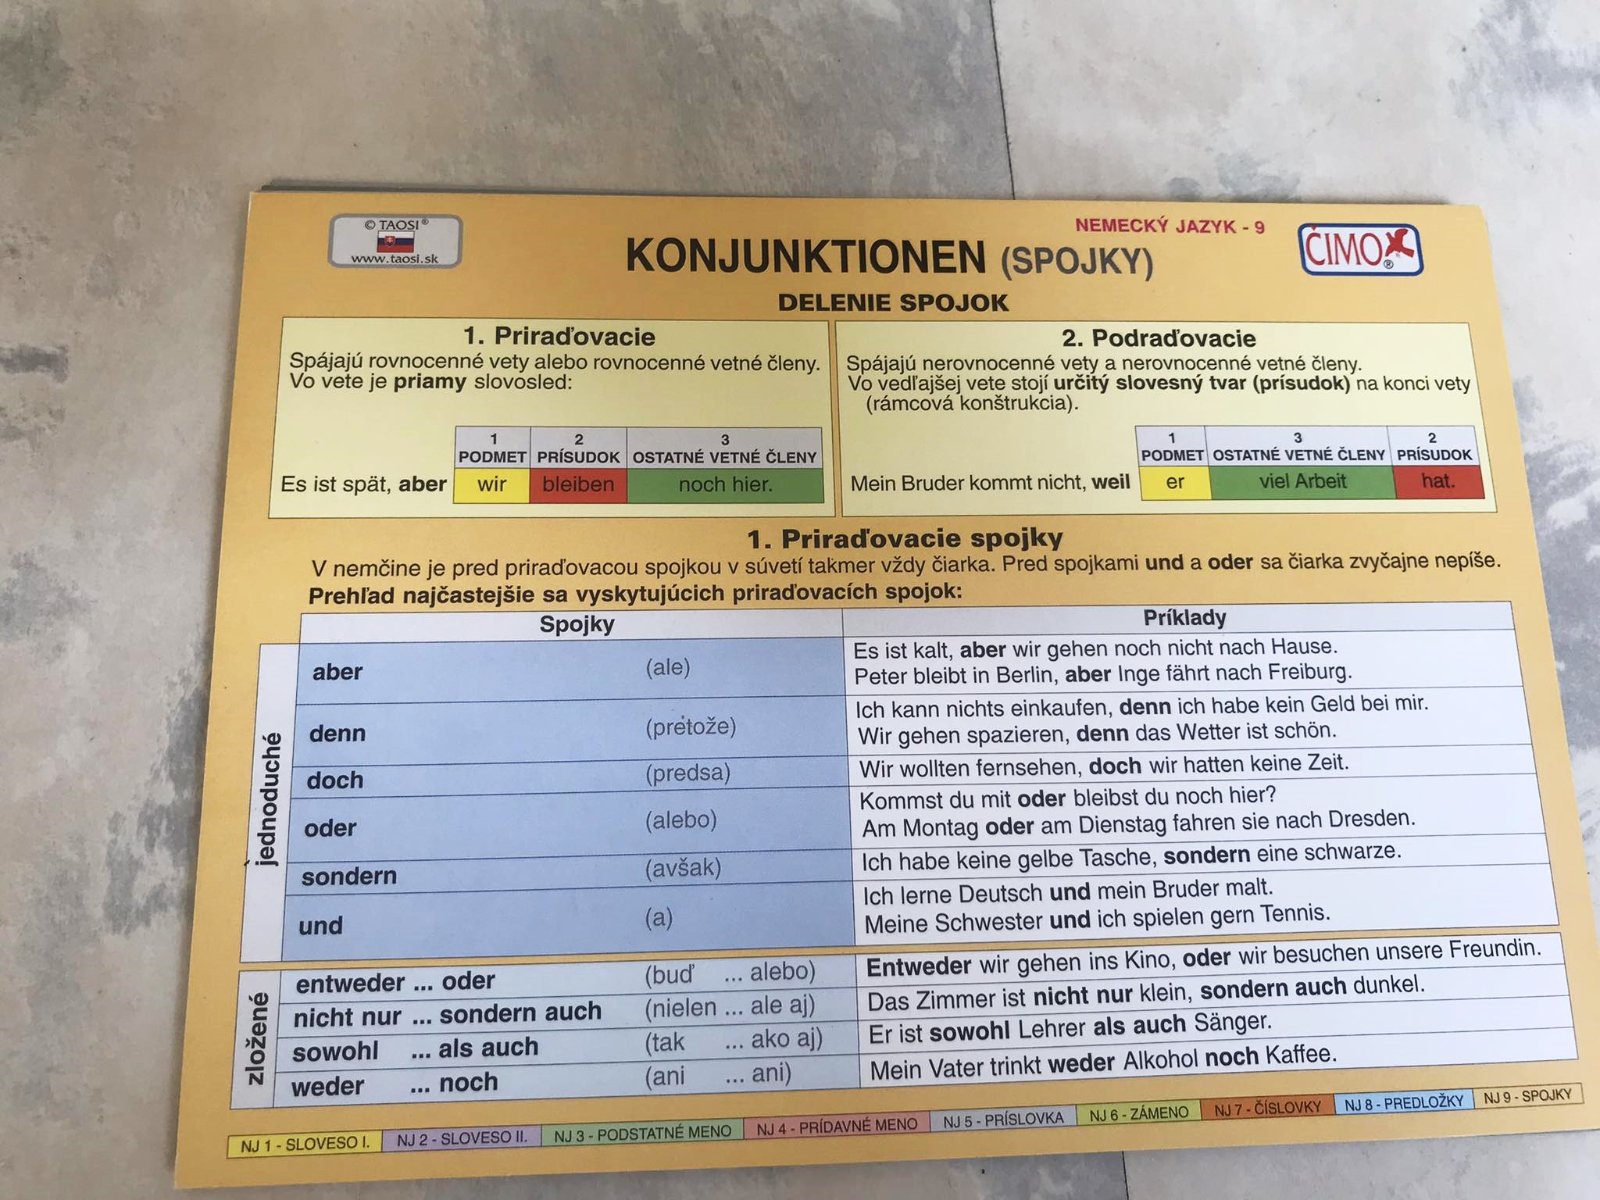 © TAOSI®
www.taosi.sk
NEMECKÝ JAZYK - 9
ČIMO®
KONJUNKTIONEN (SPOJKY)
DELENIE SPOJOK
1. Priraďovacie
Spájajú rovnocenné vety alebo rovnocenné vetné členy.
Vo vete je priamy slovosled:
1 2 3
PODMET PRÍSUDOK OSTATNÉ VETNÉ ČLENY
Es ist spät, aber wir bleiben noch hier.
2. Podraďovacie
Spájajú nerovnocenné vety a nerovnocenné vetné členy.
Vo vedľajšej vete stojí určitý slovesný tvar (prísudok) na konci vety
(rámcová konštrukcia).
1 3 2
PODMET OSTATNÉ VETNÉ ČLENY PRÍSUDOK
Mein Bruder kommt nicht, weil er viel Arbeit hat.
1. Priraďovacie spojky
V nemčine je pred priraďovacou spojkou v súvetí takmer vždy čiarka. Pred spojkami und a oder sa čiarka zvyčajne nepíše.
Prehľad najčastejšie sa vyskytujúcich priraďovacích spojok:
Spojky Príklady
jednoduché
aber (ale) Es ist kalt, aber wir gehen noch nicht nach Hause.
Peter bleibt in Berlin, aber Inge fährt nach Freiburg.
denn (pretože) Ich kann nichts einkaufen, denn ich habe kein Geld bei mir.
Wir gehen spazieren, denn das Wetter ist schön.
doch (predsa) Wir wollten fernsehen, doch wir hatten keine Zeit.
oder (alebo) Kommst du mit oder bleibst du noch hier?
Am Montag oder am Dienstag fahren sie nach Dresden.
sondern (avšak) Ich habe keine gelbe Tasche, sondern eine schwarze.
und (a) Ich lerne Deutsch und mein Bruder malt.
Meine Schwester und ich spielen gern Tennis.
zložené
entweder ... oder (buď ... alebo) Entweder wir gehen ins Kino, oder wir besuchen unsere Freundin.
nicht nur ... sondern auch (nielen ... ale aj) Das Zimmer ist nicht nur klein, sondern auch dunkel.
sowohl ... als auch (tak ... ako aj) Er ist sowohl Lehrer als auch Sänger.
weder ... noch (ani ... ani) Mein Vater trinkt weder Alkohol noch Kaffee.
NJ 1 - SLOVESO I. NJ 2 - SLOVESO II. NJ 3 - PODSTATNÉ MENO NJ 4 - PRÍDAVNÉ MENO NJ 5 - PRÍSLOVKA NJ 6 - ZÁMENO NJ 7 - ČÍSLOVKY NJ 8 - PREDLOŽKY NJ 9 - SPOJKY